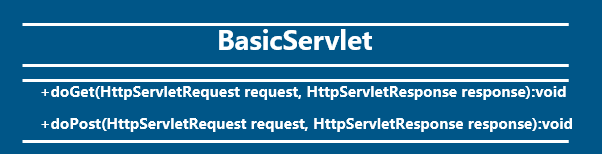 BasicServlet
+doGet(HttpServletRequest request, HttpServletResponse response):void
+doPost(HttpServletRequest request, HttpServletResponse response):void